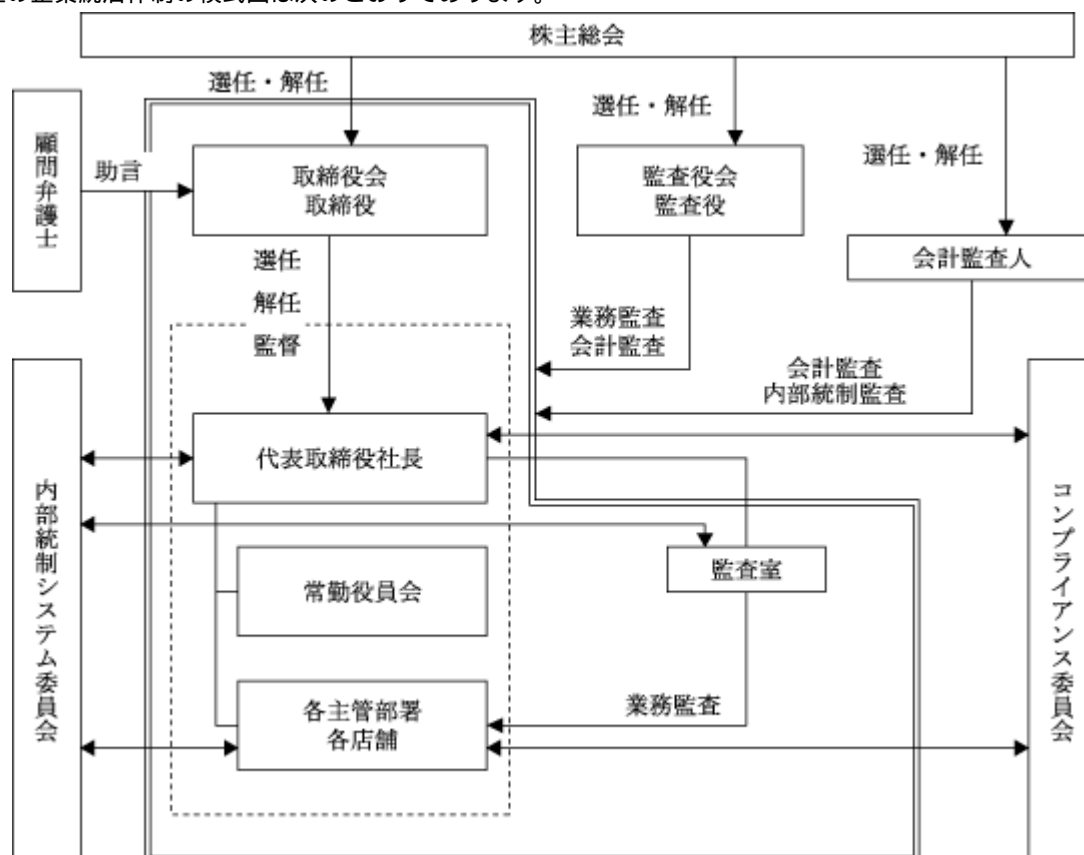 の企業統治体制の模式図は次のとおりであります。
株主総会
選任・解任
選任・解任
選任・解任
顧問弁護士
助言
取締役会
取締役
監査役会
監査役
会計監査人
選任
解任
監督
業務監査
会計監査
会計監査
内部統制監査
代表取締役社長
内部統制システム委員会
コンプライアンス委員会
監査室
常勤役員会
業務監査
各主管部署
各店舗